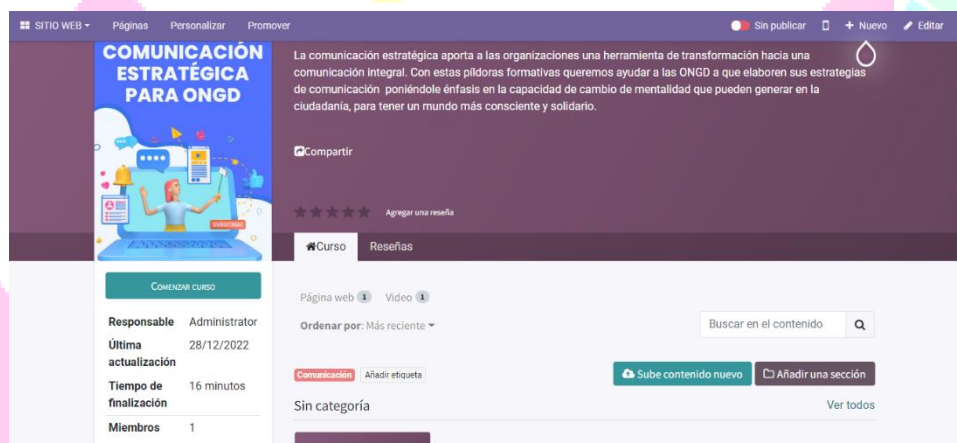 SITIO WEB Páginas Personalizar Promover Sin publicar + Nuevo Editar
COMUNICACIÓN
ESTRATÉGICA
PARA ONGD
SUBSCRIBE
La comunicación estratégica aporta a las organizaciones una herramienta de transformación hacia una
comunicación integral. Con estas píldoras formativas queremos ayudar a las ONGD a que elaboren sus estrategias
de comunicación poniéndole énfasis en la capacidad de cambio de mentalidad que pueden generar en la
ciudadanía, para tener un mundo más consciente y solidario.
Compartir
Agregar una reseña
Curso Reseñas
COMENZAR CURSO
Responsable Administrator
Última 28/12/2022
actualización
Tiempo de 16 minutos
finalización
Miembros 1
Página web 1 Video 1
Ordenar por: Más reciente
Buscar en el contenido
Comunicación Añadir etiqueta
Sube contenido nuevo Añadir una sección
Sin categoría Ver todos